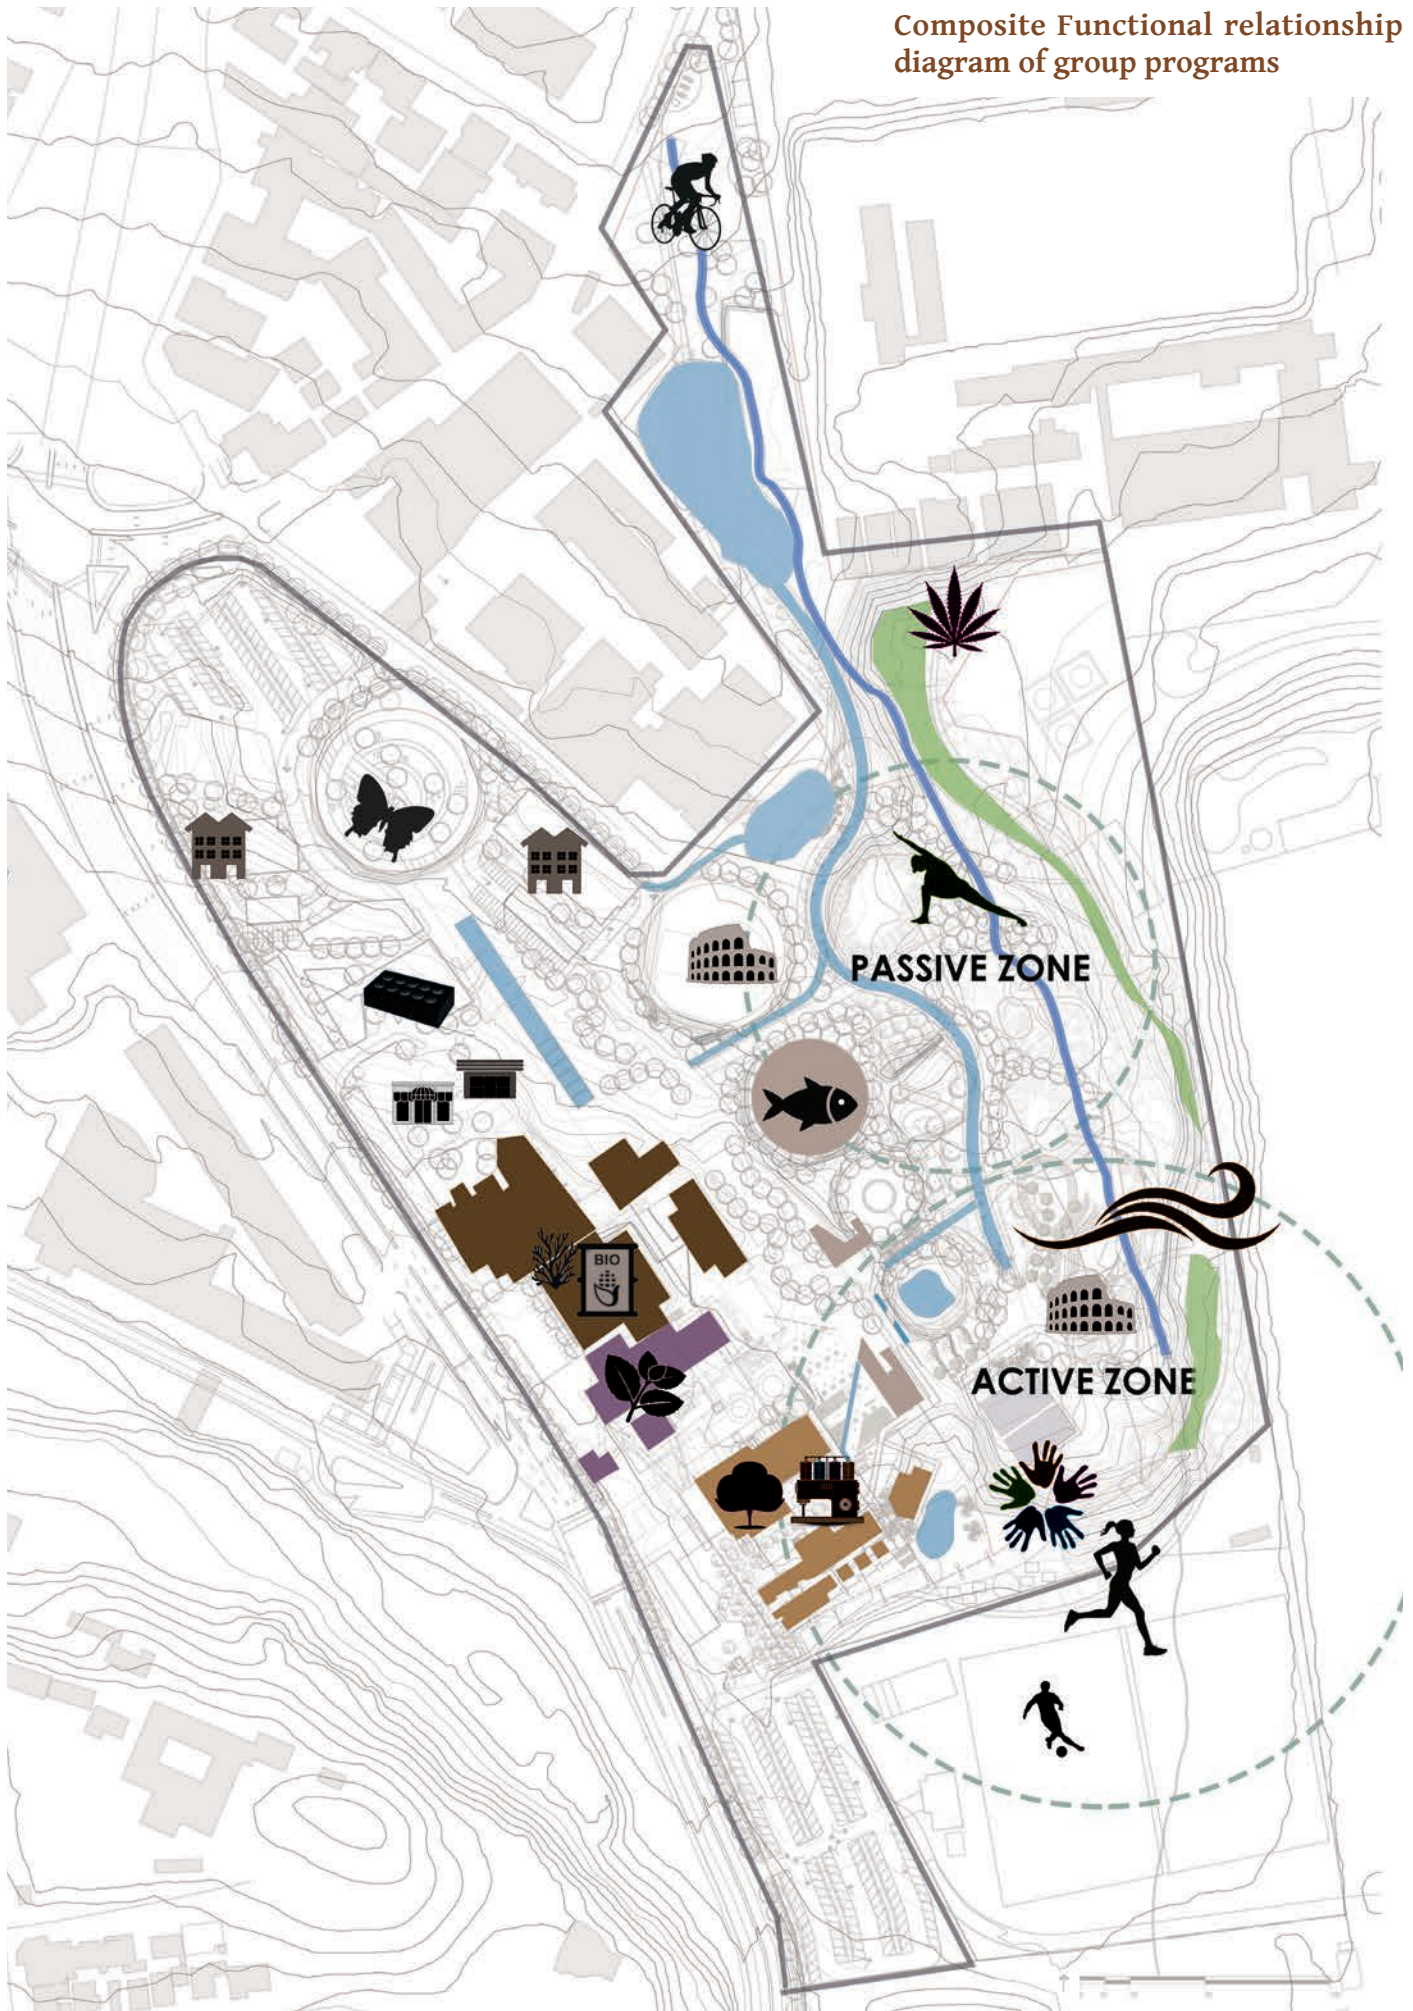 Composite Functional relationship
diagram of group programs
PASSIVE ZONE
BIO
ACTIVE ZONE